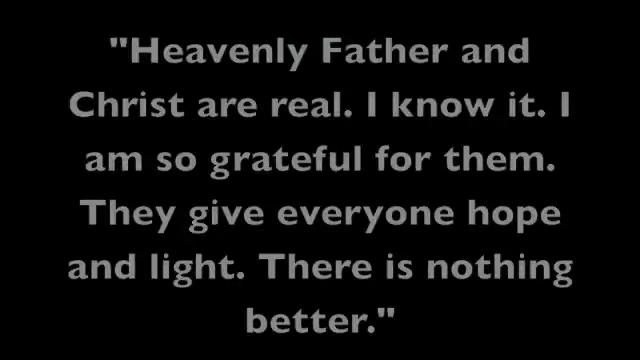 "Heavenly Father and
Christ are real. I know it. I
am so grateful for them.
They give everyone hope
and light. There is nothing
better."